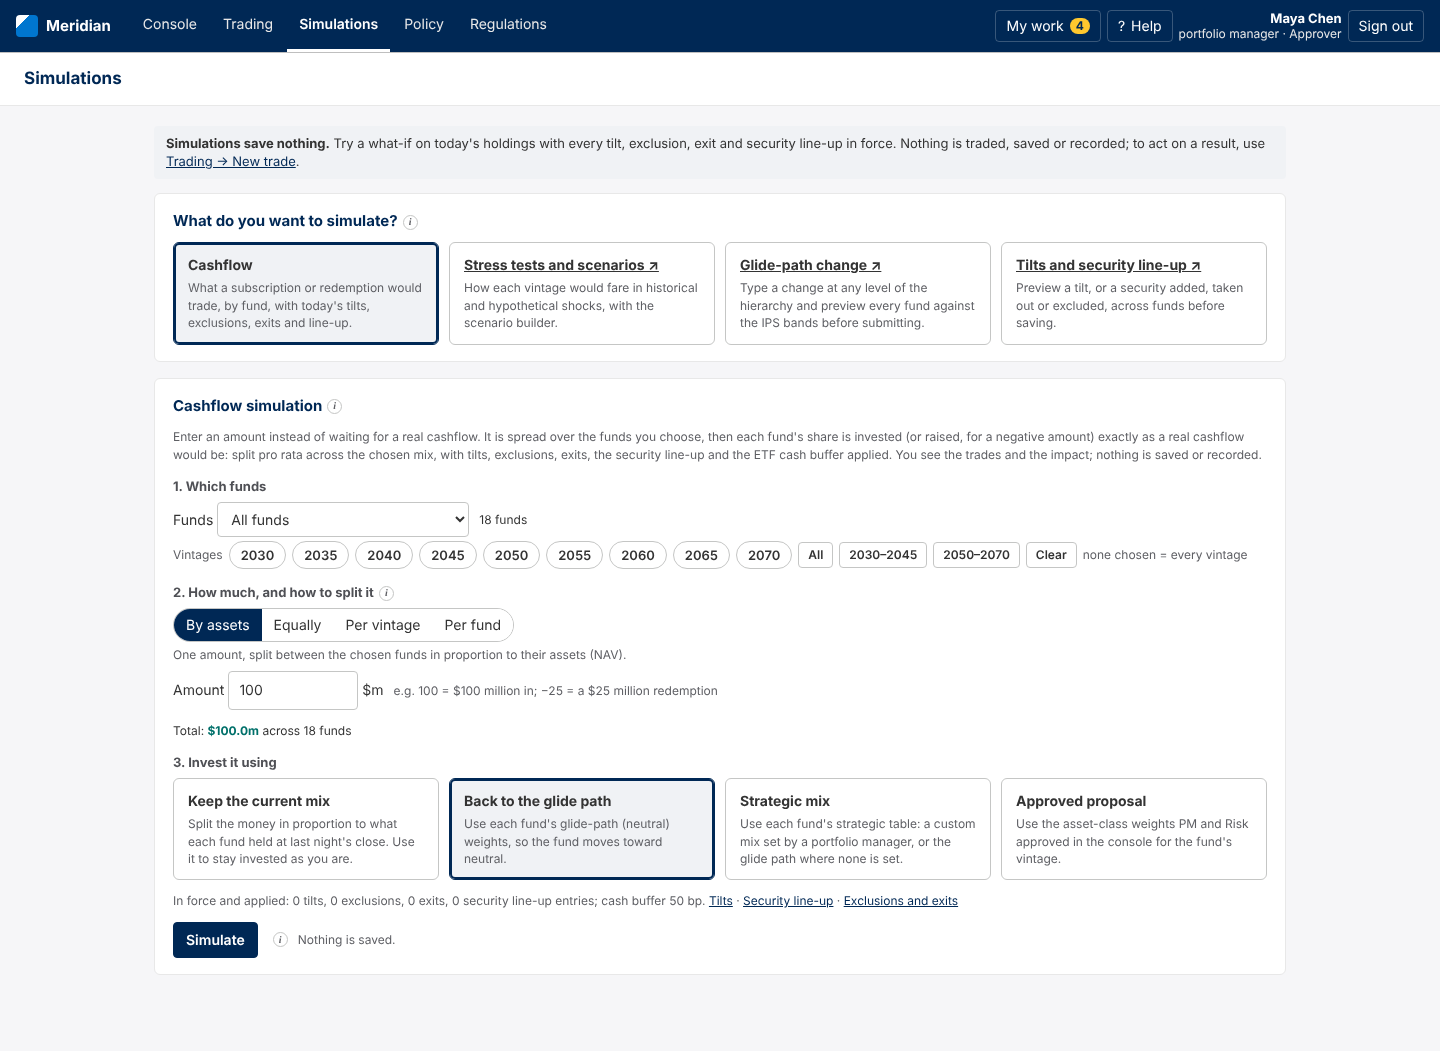 Meridian
Console
Trading
Simulations
Policy
Regulations
My work 4
? Help
Maya Chen
portfolio manager · Approver
Sign out
Simulations
Simulations save nothing. Try a what-if on today's holdings with every tilt, exclusion, exit and security line-up in force. Nothing is traded, saved or recorded; to act on a result, use
Trading → New trade.
What do you want to simulate? i
Cashflow
What a subscription or redemption would
trade, by fund, with today's tilts,
exclusions, exits and line-up.
Stress tests and scenarios ↗
How each vintage would fare in historical
and hypothetical shocks, with the
scenario builder.
Glide-path change ↗
Type a change at any level of the
hierarchy and preview every fund against
the IPS bands before submitting.
Tilts and security line-up ↗
Preview a tilt, or a security added, taken
out or excluded, across funds before
saving.
Cashflow simulation i
Enter an amount instead of waiting for a real cashflow. It is spread over the funds you choose, then each fund's share is invested (or raised, for a negative amount) exactly as a real cashflow
would be: split pro rata across the chosen mix, with tilts, exclusions, exits, the security line-up and the ETF cash buffer applied. You see the trades and the impact; nothing is saved or recorded.
1. Which funds
Funds All funds 18 funds
Vintages 2030 2035 2040 2045 2050 2055 2060 2065 2070 All 2030–2045 2050–2070 Clear none chosen = every vintage
2. How much, and how to split it i
By assets Equally Per vintage Per fund
One amount, split between the chosen funds in proportion to their assets (NAV).
Amount 100 $m e.g. 100 = $100 million in; −25 = a $25 million redemption
Total: $100.0m across 18 funds
3. Invest it using
Keep the current mix
Split the money in proportion to what
each fund held at last night's close. Use
it to stay invested as you are.
Back to the glide path
Use each fund's glide-path (neutral)
weights, so the fund moves toward
neutral.
Strategic mix
Use each fund's strategic table: a custom
mix set by a portfolio manager, or the
glide path where none is set.
Approved proposal
Use the asset-class weights PM and Risk
approved in the console for the fund's
vintage.
In force and applied: 0 tilts, 0 exclusions, 0 exits, 0 security line-up entries; cash buffer 50 bp. Tilts · Security line-up · Exclusions and exits
Simulate i Nothing is saved.